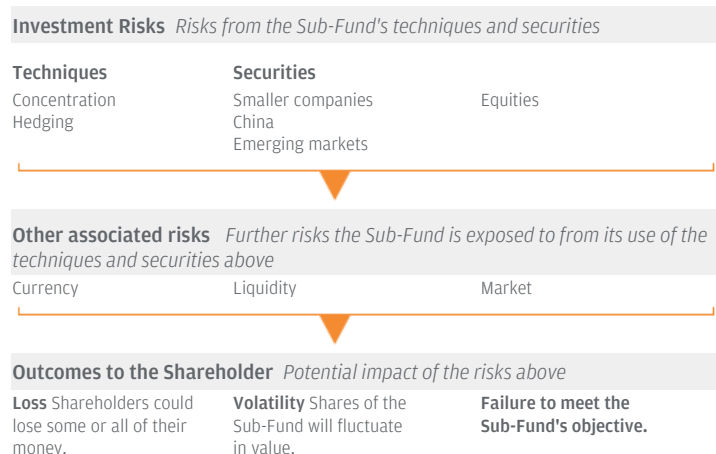 Investment Risks Risks from the Sub-Fund's techniques and securities
Techniques
Concentration
Hedging
Securities
Smaller companies
China
Emerging markets
Equities
Other associated risks Further risks the Sub-Fund is exposed to from its use of the
techniques and securities above
Currency
Liquidity
Market
Outcomes to the Shareholder Potential impact of the risks above
Loss Shareholders could
lose some or all of their
money.
Volatility Shares of the
Sub-Fund will fluctuate
in value.
Failure to meet the
Sub-Fund's objective.